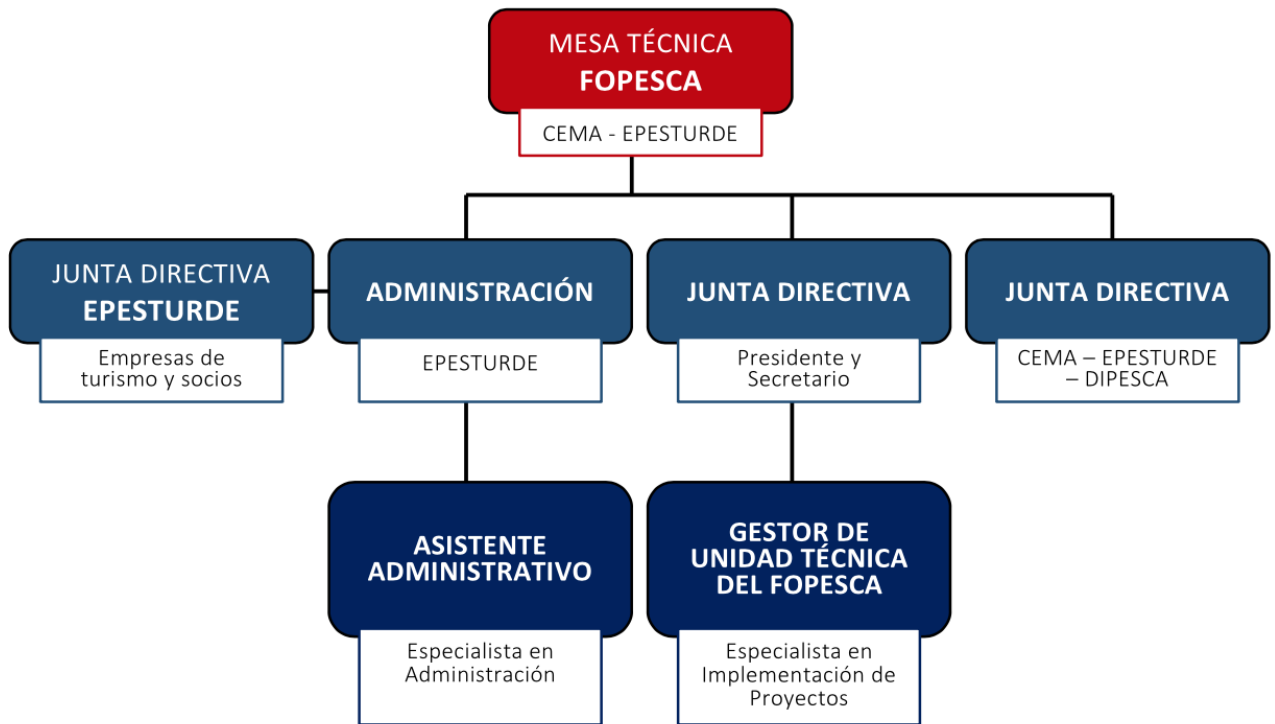 MESA TÉCNICA
FOPESCA
CEMA - EPESTURDE
JUNTA DIRECTIVA
EPESTURDE
Empresas de
turismo y socios
ADMINISTRACIÓN
EPESTURDE
JUNTA DIRECTIVA
Presidente y
Secretario
JUNTA DIRECTIVA
CEMA – EPESTURDE
– DIPESCA
ASISTENTE
ADMINISTRATIVO
Especialista en
Administración
GESTOR DE
UNIDAD TÉCNICA
DEL FOPESCA
Especialista en
Implementación de
Proyectos